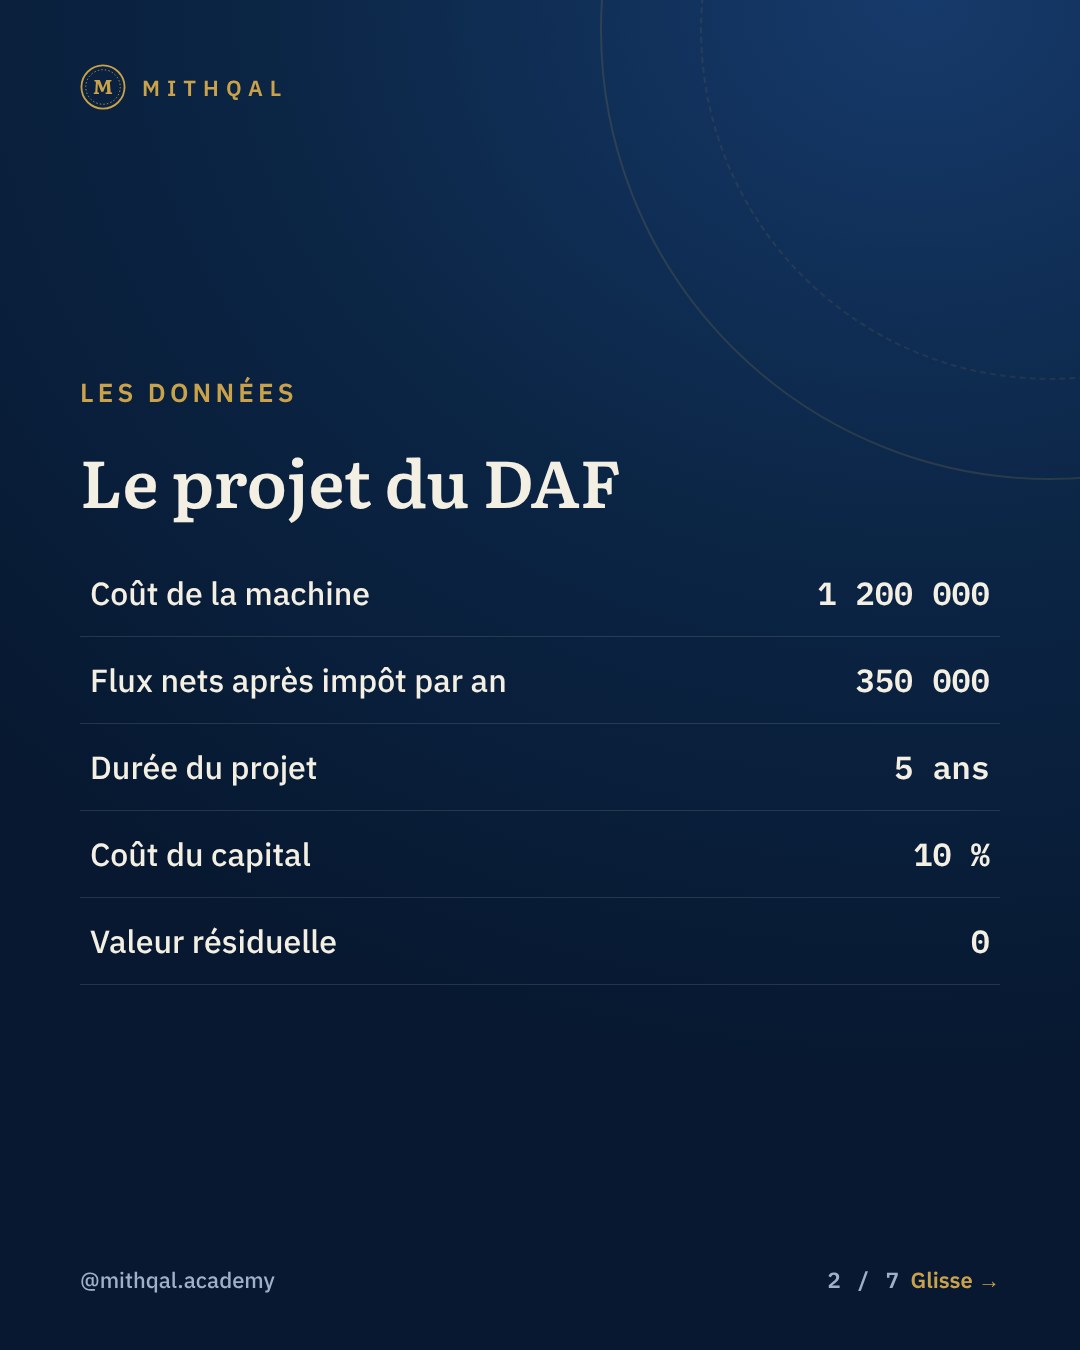 M MITHQAL
LES DONNÉES
Le projet du DAF
Coût de la machine 1 200 000
Flux nets après impôt par an 350 000
Durée du projet 5 ans
Coût du capital 10 %
Valeur résiduelle 0
@mithqal.academy 2 / 7 Glisse →